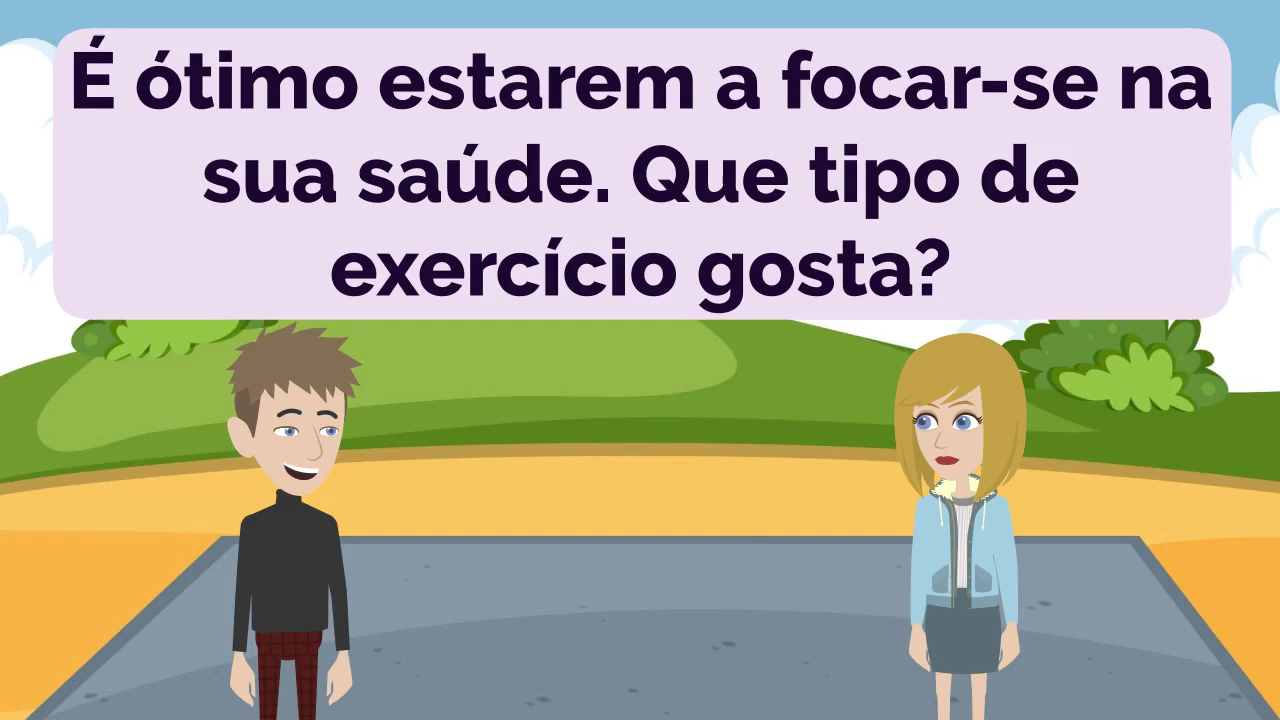 É ótimo estarem a focar-se na
sua saúde. Que tipo de
exercício gosta?